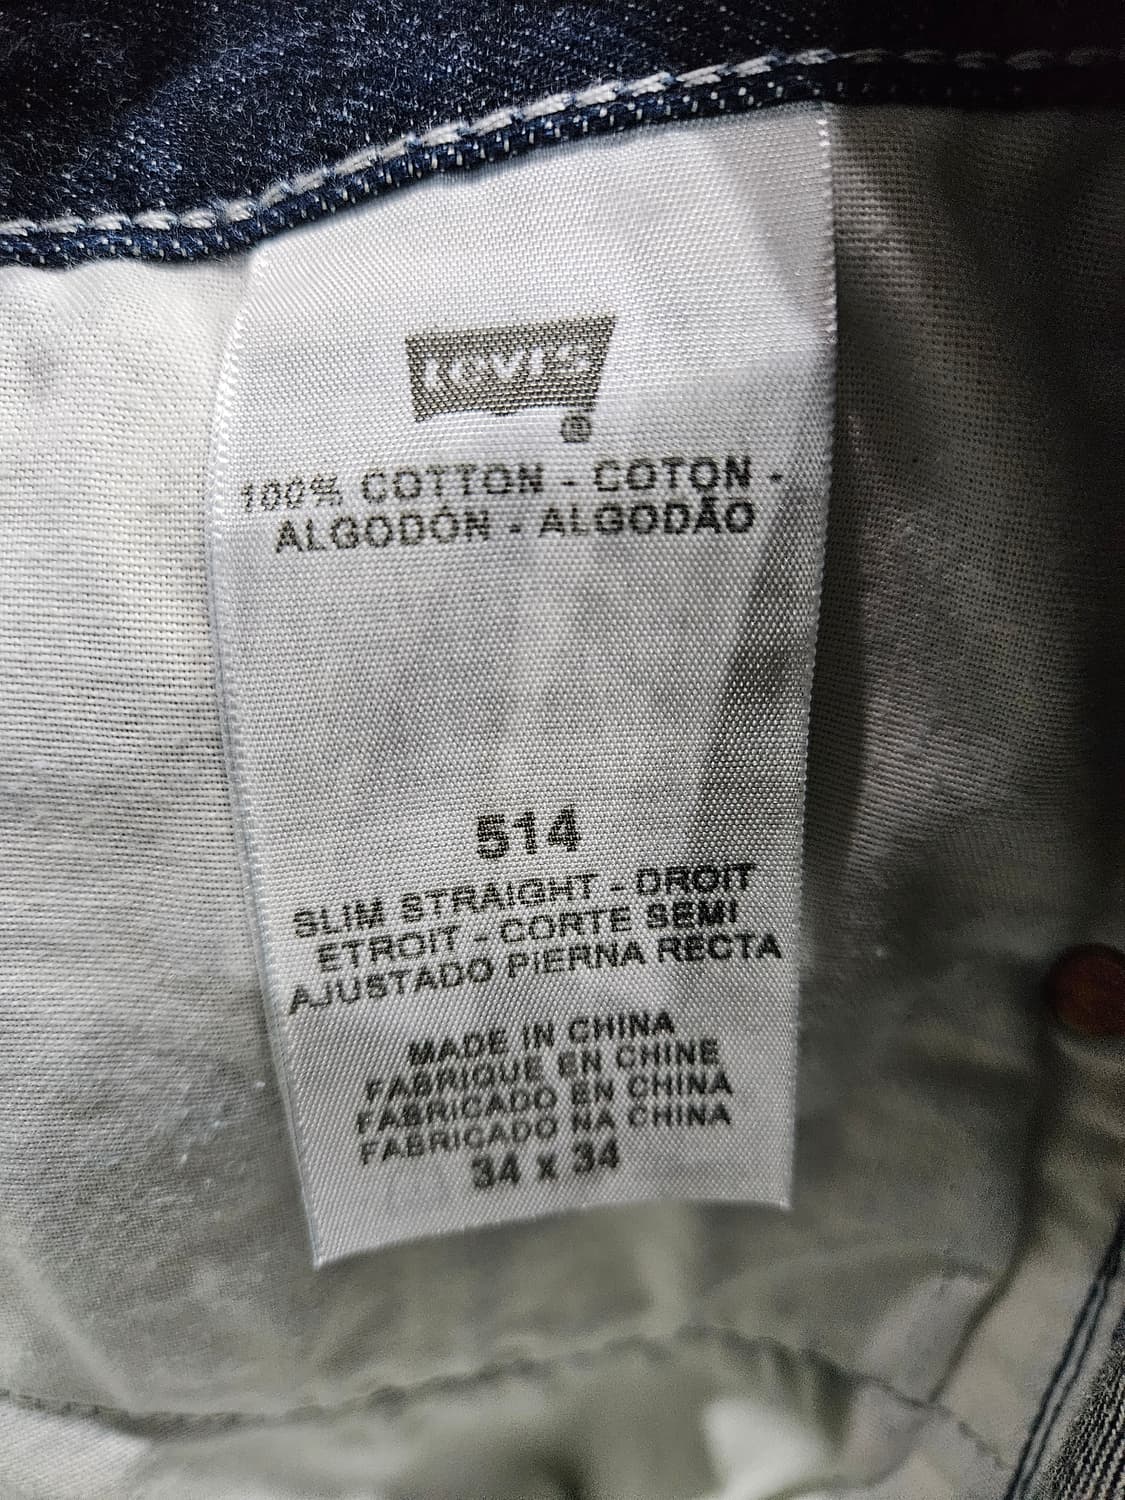 Levi's
®
100% COTTON - COTON -
ALGODÓN - ALGODÃO
514
SLIM STRAIGHT - DROIT
ETROIT - CORTE SEMI
AJUSTADO PIERNA RECTA
MADE IN CHINA
FABRIQUE EN CHINE
FABRICADO EN CHINA
FABRICADO NA CHINA
34 x 34